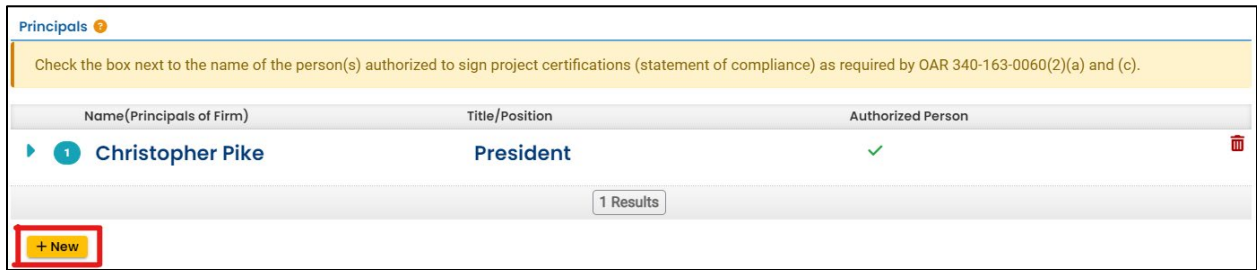 Principals ?
Check the box next to the name of the person(s) authorized to sign project certifications (statement of compliance) as required by OAR 340-163-0060(2)(a) and (c).
Name(Principals of Firm) Title/Position Authorized Person
1 Christopher Pike President
1 Results
+ New